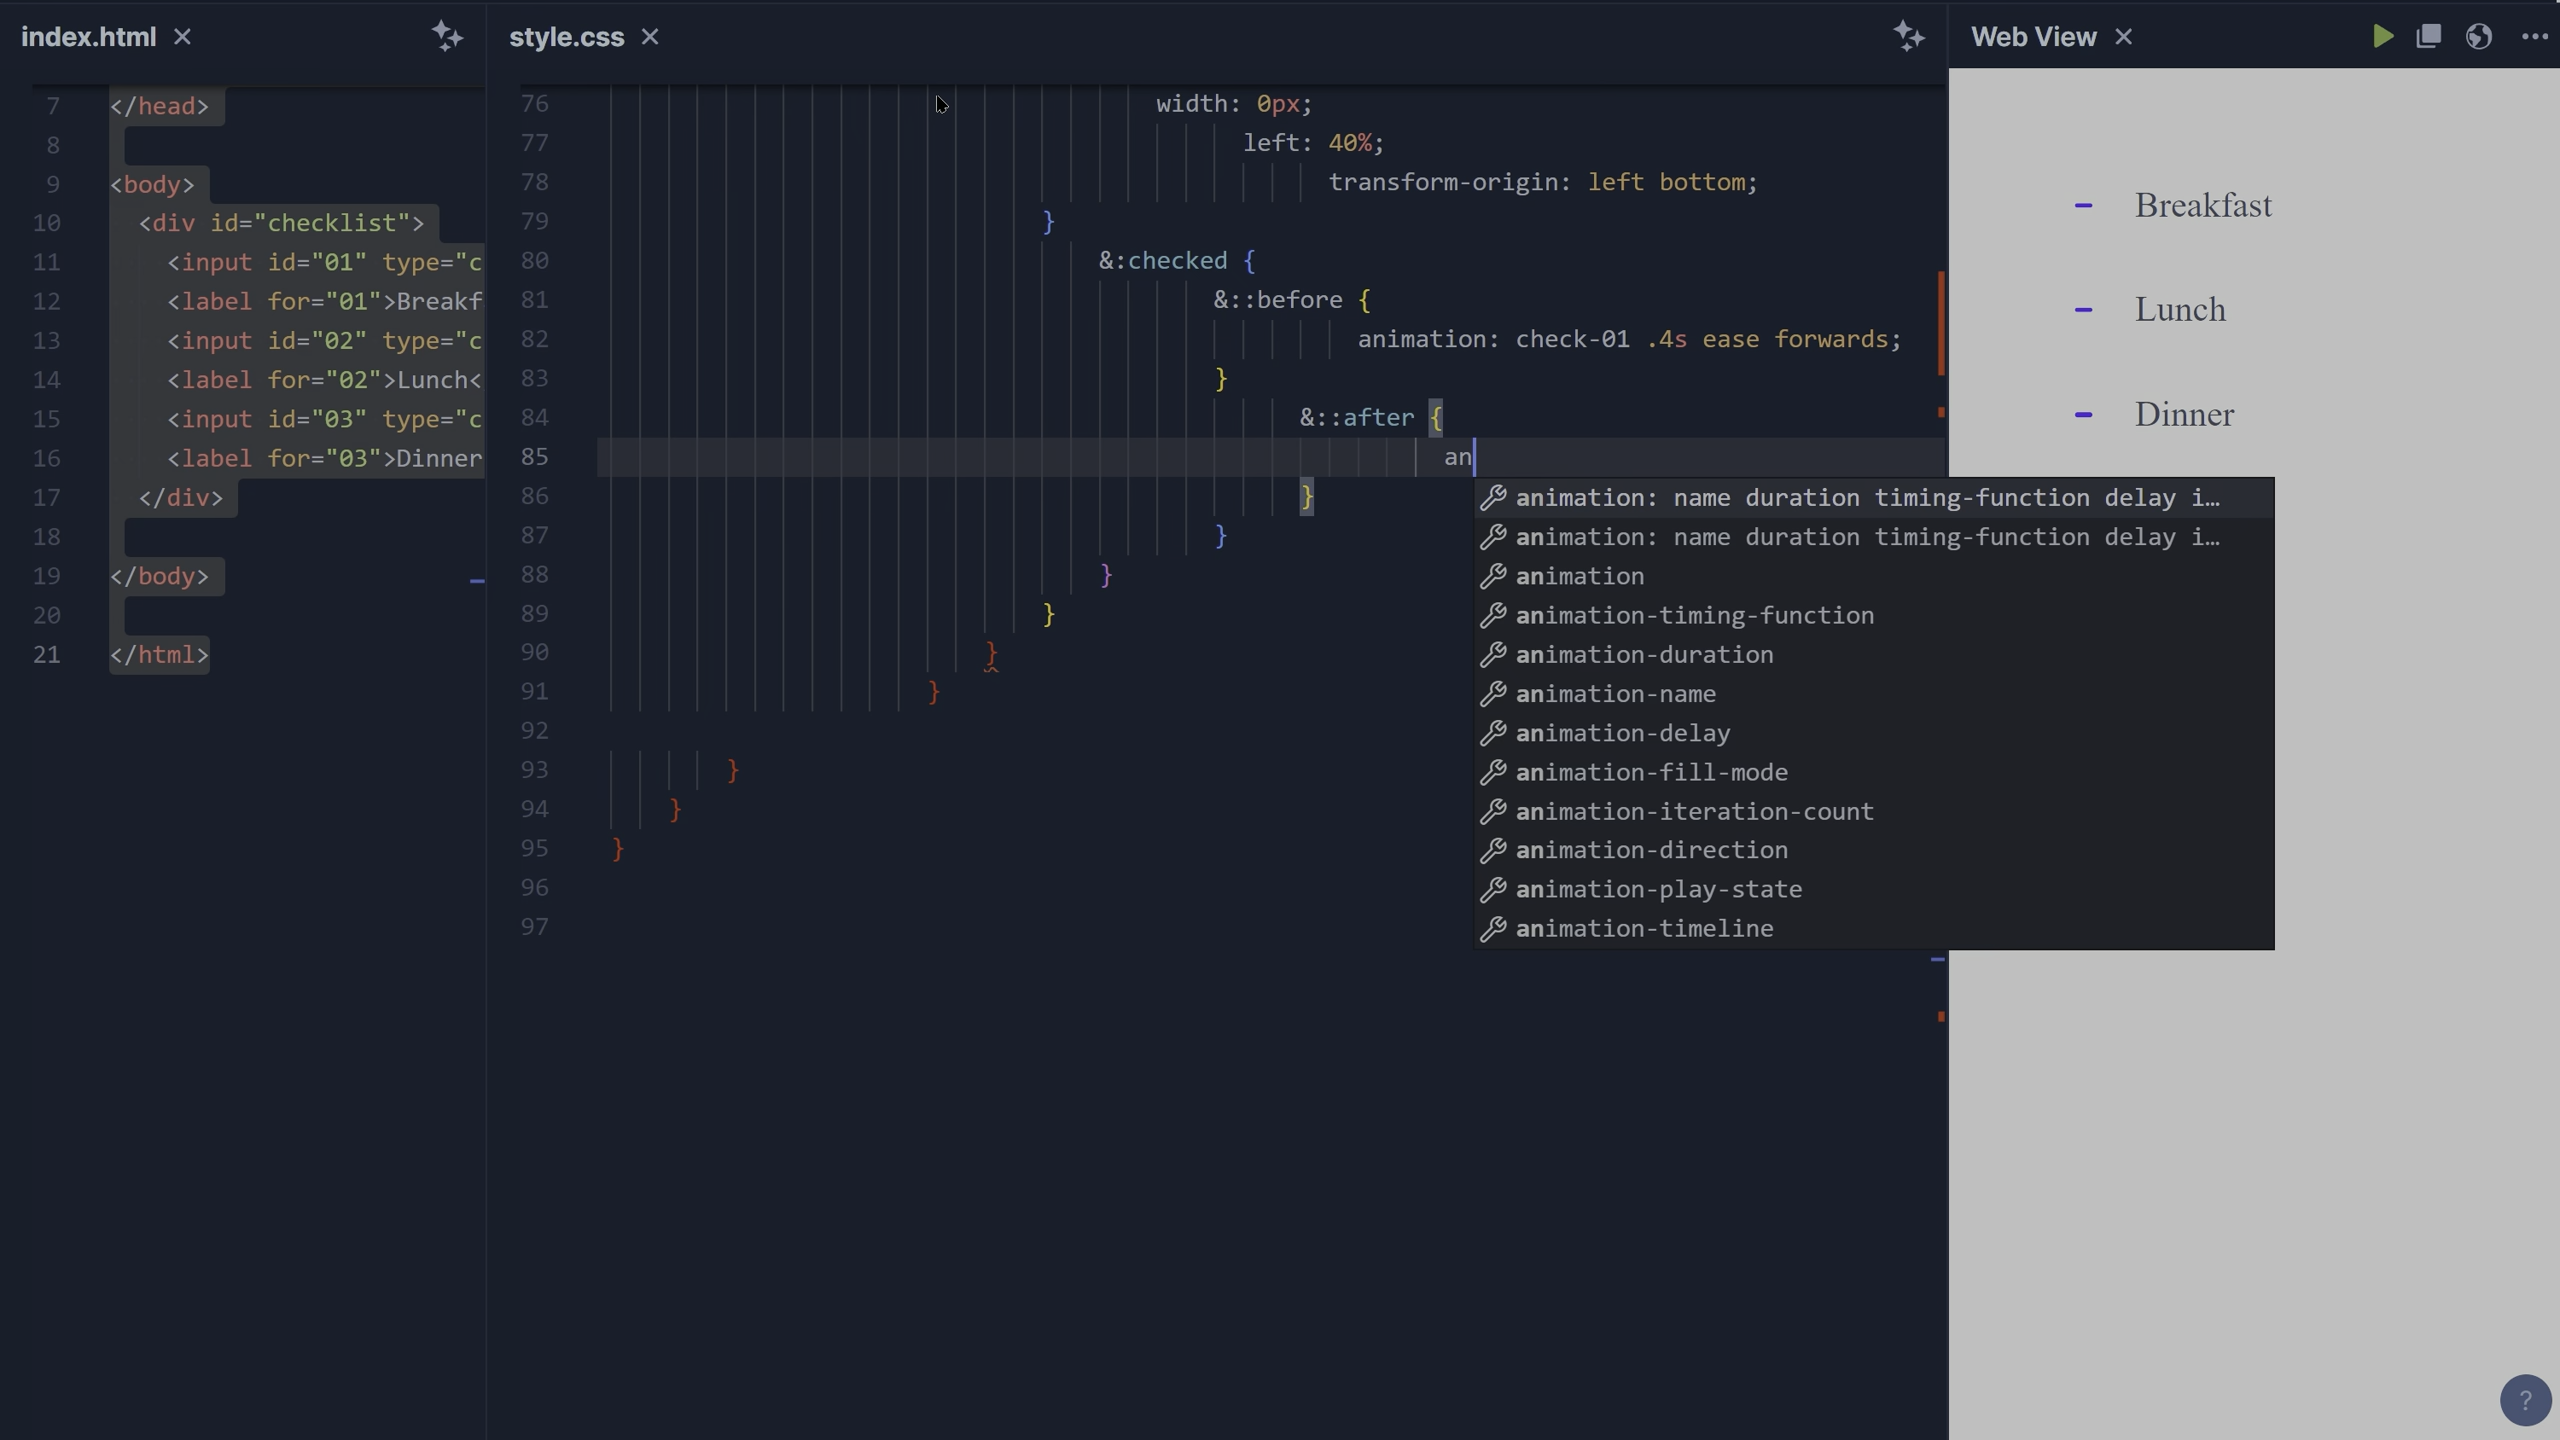 index.html
7 </head>
8
9 <body>
10 <div id="checklist">
11 <input id="01" type="c
12 <label for="01">Breakf
13 <input id="02" type="c
14 <label for="02">Lunch<
15 <input id="03" type="c
16 <label for="03">Dinner
17 </div>
18
19 </body>
20
21 </html>
style.css
76 width: 0px;
77 left: 40%;
78 transform-origin: left bottom;
79 }
80 &:checked {
81 &::before {
82 animation: check-01 .4s ease forwards;
83 }
84 &::after {
85 an
86 }
87 }
88 }
89 }
90 }
91 }
92
93 }
94 }
95 }
96
97
animation: name duration timing-function delay i…
animation: name duration timing-function delay i…
animation
animation-timing-function
animation-duration
animation-name
animation-delay
animation-fill-mode
animation-iteration-count
animation-direction
animation-play-state
animation-timeline
Web View
Breakfast
Lunch
Dinner
?